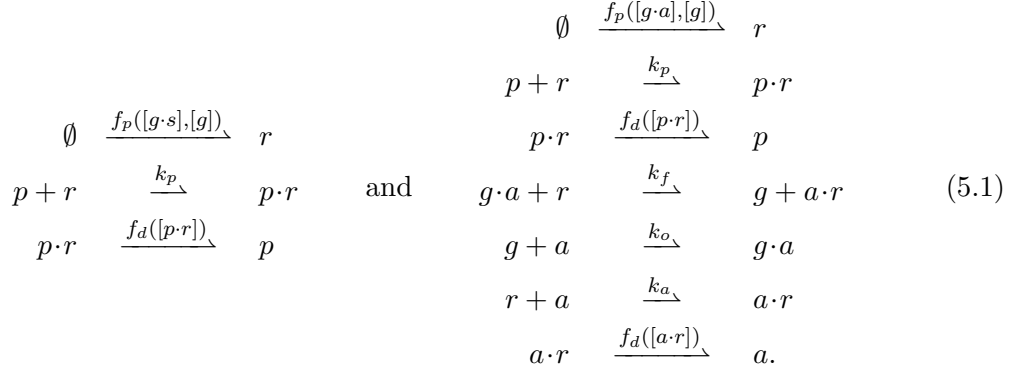 ∅ f_p([g·a],[g])⇁ r
p + r k_p⇁ p·r
p·r f_d([p·r])⇁ p
g·a + r k_f⇁ g + a·r
g + a k_o⇁ g·a
r + a k_a⇁ a·r
a·r f_d([a·r])⇁ a.
∅ f_p([g·s],[g])⇁ r
p + r k_p⇁ p·r
p·r f_d([p·r])⇁ p
and
(5.1)